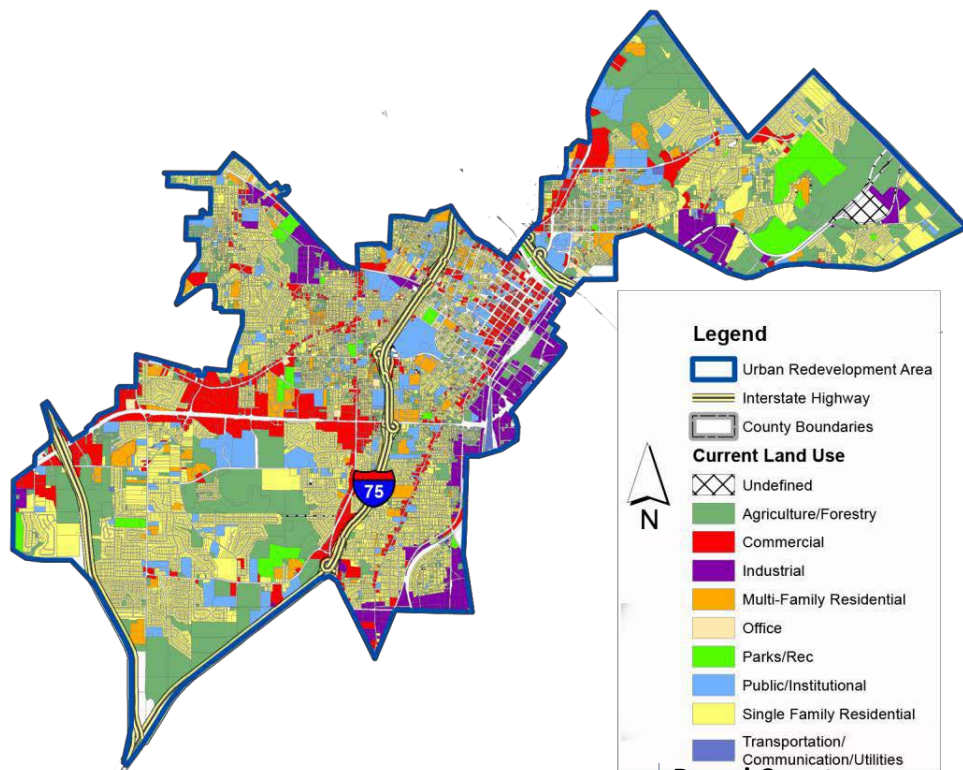 75
Legend
Urban Redevelopment Area
Interstate Highway
County Boundaries
Current Land Use
Undefined
Agriculture/Forestry
Commercial
Industrial
Multi-Family Residential
Office
Parks/Rec
Public/Institutional
Single Family Residential
Transportation/
Communication/Utilities
N